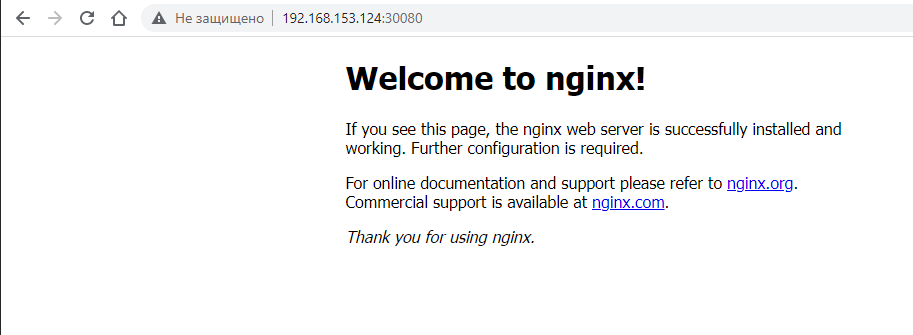 Не защищено 192.168.153.124:30080
Welcome to nginx!
If you see this page, the nginx web server is successfully installed and
working. Further configuration is required.
For online documentation and support please refer to nginx.org.
Commercial support is available at nginx.com.
Thank you for using nginx.